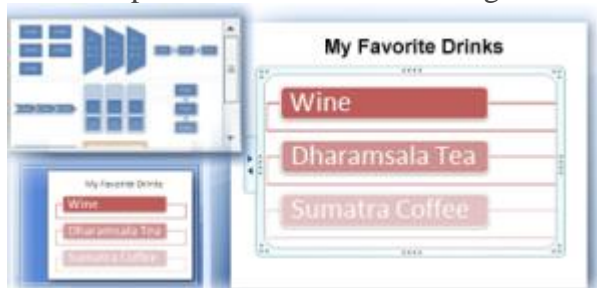 My Favorite Drinks
Wine
Dharamsala Tea
Sumatra Coffee
My Favorite Drinks
Wine
Dharamsala Tea
Sumatra Coffee